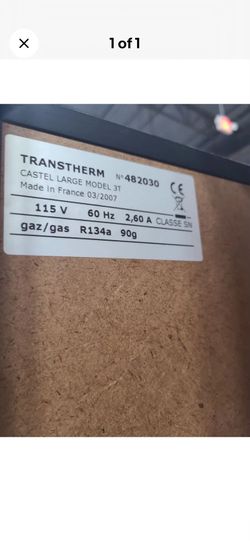 1 of 1
TRANSTHERM N° 482030
CASTEL LARGE MODEL 3T
Made in France 03/2007
CE
115 V 60 Hz 2,60 A CLASSE SN
gaz/gas R134a 90g